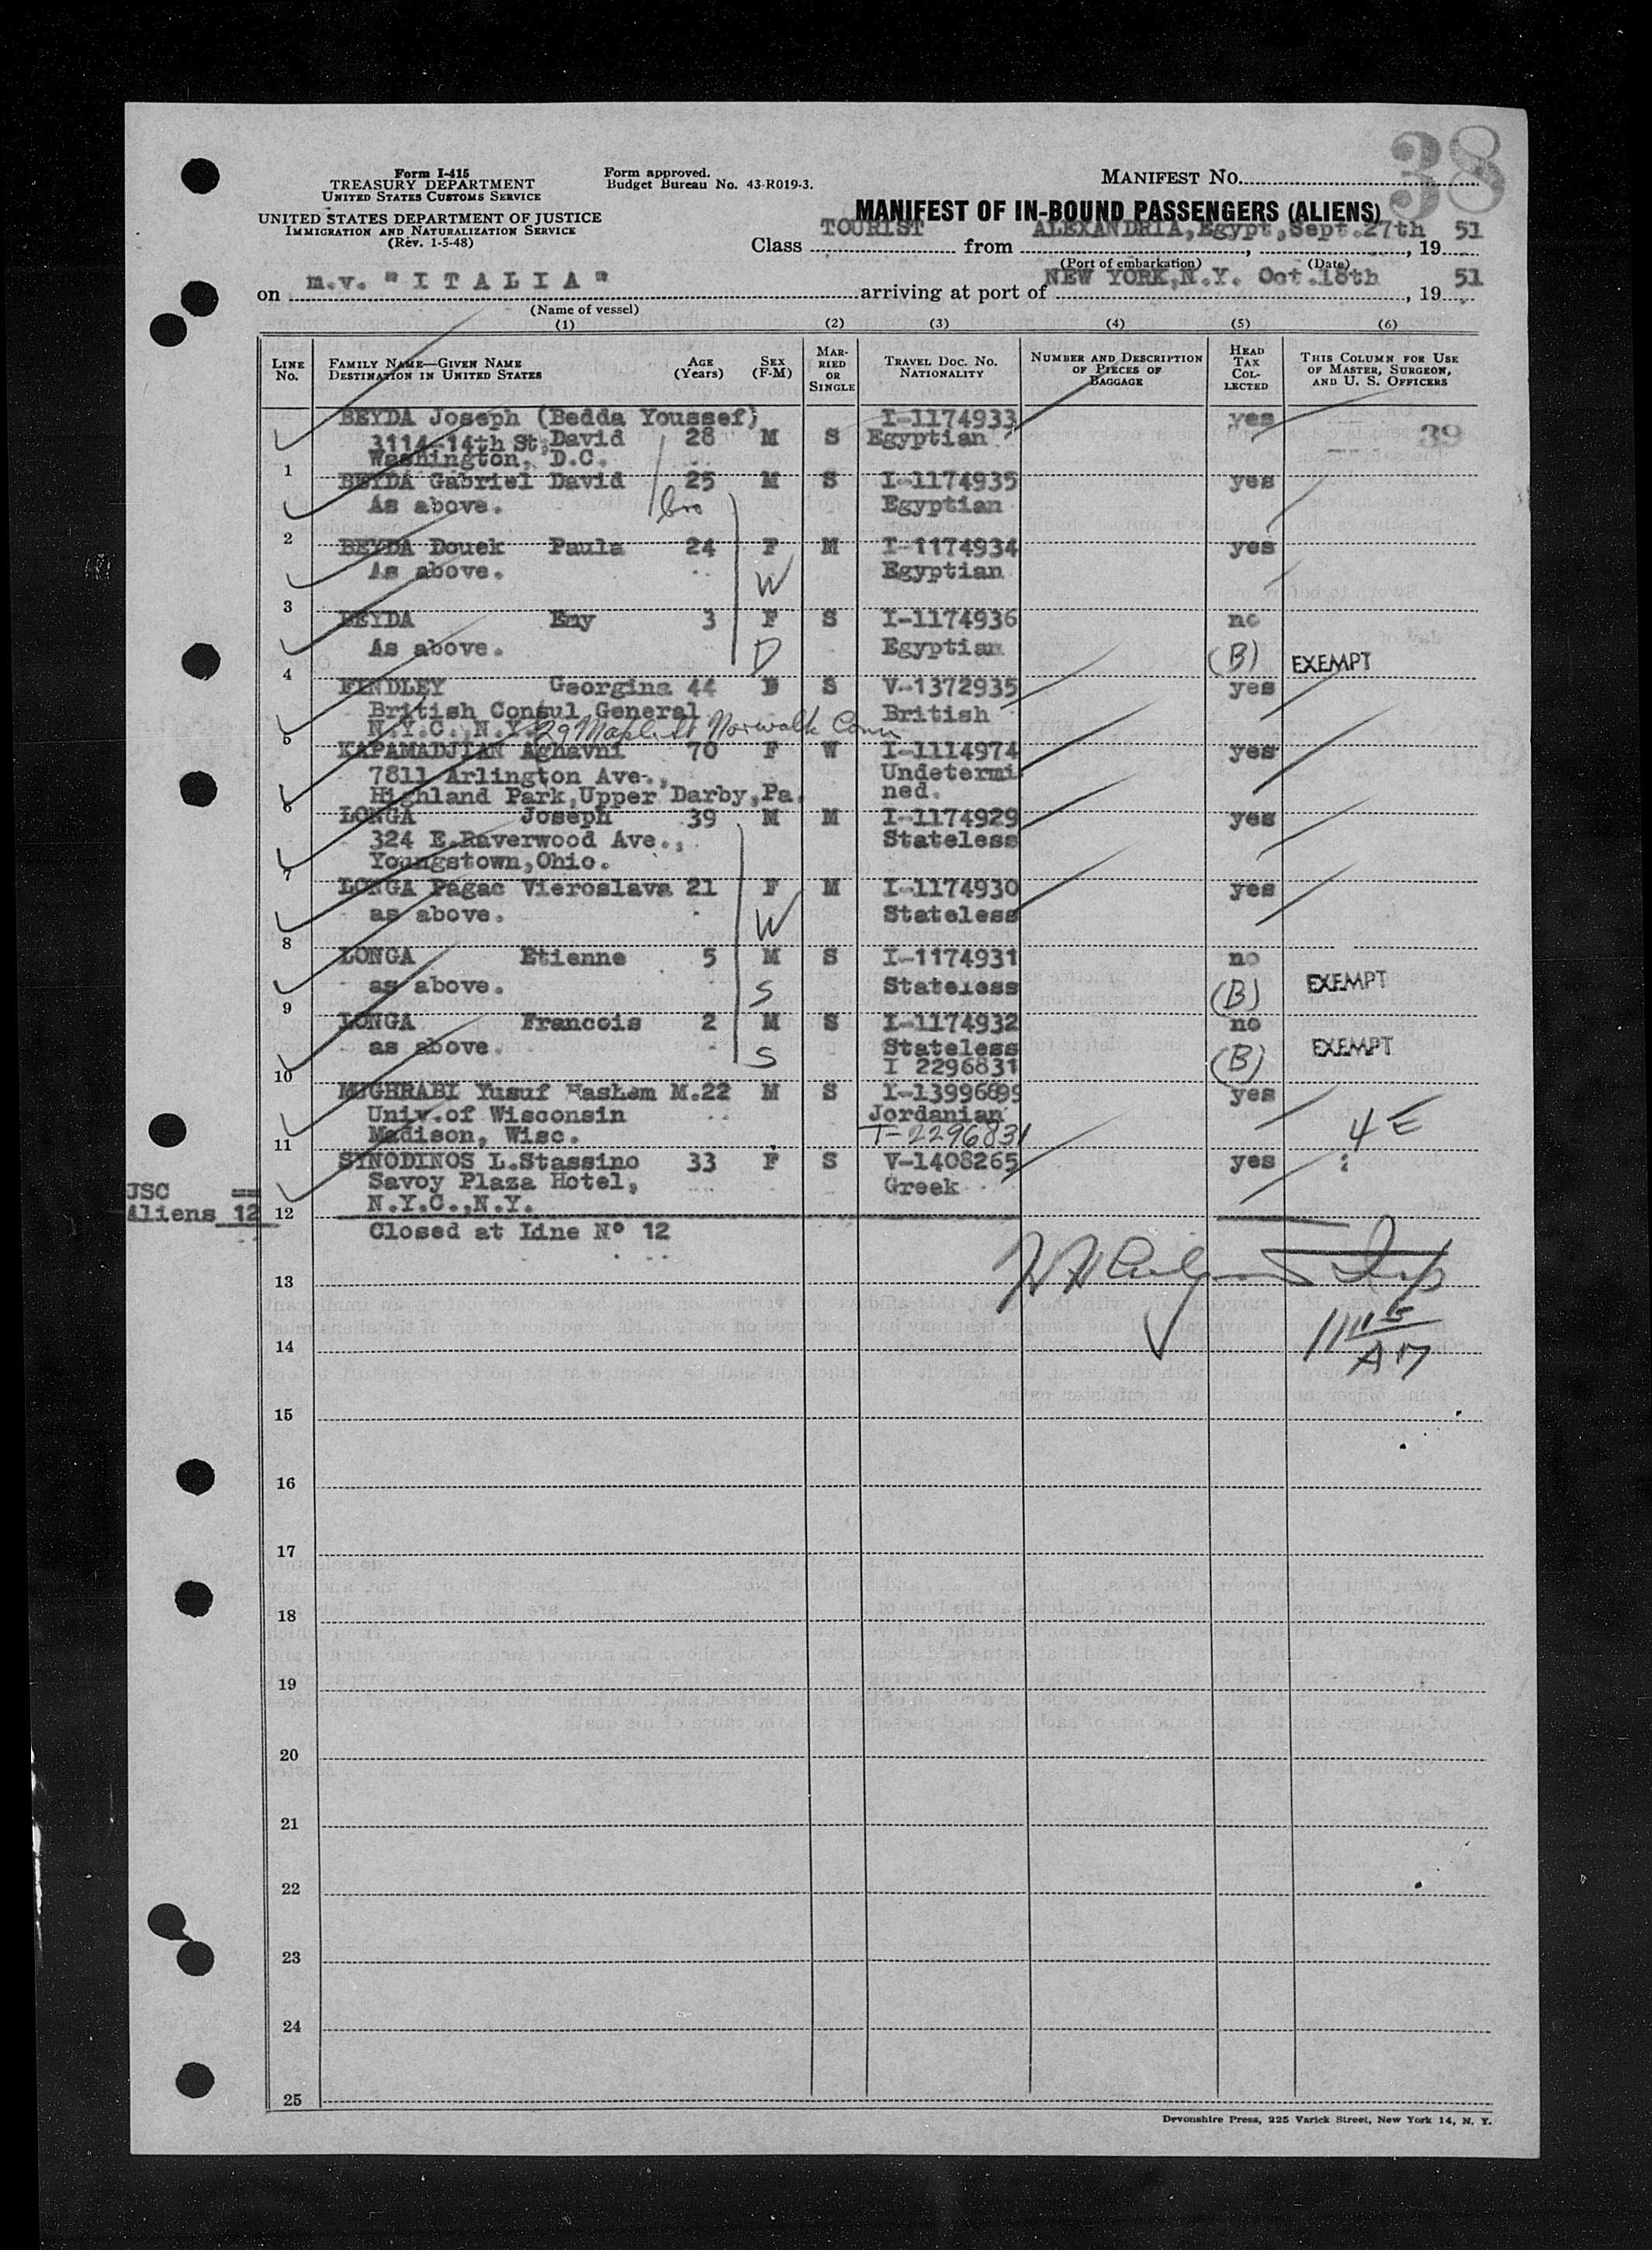 38
Form I-415
TREASURY DEPARTMENT
UNITED STATES CUSTOMS SERVICE
UNITED STATES DEPARTMENT OF JUSTICE
IMMIGRATION AND NATURALIZATION SERVICE
(Rev. 1-5-48)
Form approved.
Budget Bureau No. 43-R019-3.
MANIFEST NO.
MANIFEST OF IN-BOUND PASSENGERS (ALIENS)
Class TOURIST from ALEXANDRIA, Egypt, Sept. 27th, 19 51
(Port of embarkation) (Date)
on m.v. "I T A L I A" arriving at port of NEW YORK, N.Y. Oct. 18th, 19 51
(Name of vessel)
(1) (2) (3) (4) (5) (6)
LINE No. FAMILY NAME—GIVEN NAME DESTINATION IN UNITED STATES AGE (Years) SEX (F-M) MARRIED OR SINGLE TRAVEL DOC. NO. NATIONALITY NUMBER AND DESCRIPTION OF PIECES OF BAGGAGE HEAD TAX COLLECTED THIS COLUMN FOR USE OF MASTER, SURGEON, AND U. S. OFFICERS
BEYDA Joseph (Bedda Youssef) I-1174933 yes
3114-14th St, David 28 M S Egyptian 39
Washington, D.C.
1
BEYDA Gabriel David 25 M S I-1174935 yes
As above. bro Egyptian
2
BEYDA Douek Paula 24 F M I-1174934 yes
As above. W Egyptian
3
BEYDA Emy 3 F S I-1174936 no
As above. D Egyptian (B) EXEMPT
4
FINDLEY Georgina 44 S V-1372935 yes
British Consul General British
N.Y.C., N.Y. 29 Maple St Norwalk Conn
5
KAPAMADJIAN Aghavni 70 F W I-1114974 yes
7811 Arlington Ave., Undetermi
Highland Park, Upper Darby, Pa. ned.
6
LONGA Joseph 39 M M I-1174929 yes
324 E. Raverwood Ave., Stateless
Youngstown, Ohio.
7
LONGA Pagac Vieroslava 21 F M I-1174930 yes
as above. W Stateless
8
LONGA Etienne 5 M S I-1174931 no
as above. S Stateless (B) EXEMPT
9
LONGA Francois 2 M S I-1174932 no
as above. S Stateless (B) EXEMPT
I 2296831
10
MUGHRABI Yusuf Hashem M. 22 M S yes
Univ. of Wisconsin Jordanian 4 E
Madison, Wisc. I-2296831
11
SYNODINOS L. Stassino 33 F S V-1408265 yes
Savoy Plaza Hotel, Greek
N.Y.C., N.Y.
JSC
Aliens 12
12
Closed at Line Nº 12
13
14
15
16
17
18
19
20
21
22
23
24
25
Devonshire Press, 225 Varick Street, New York 14, N. Y.